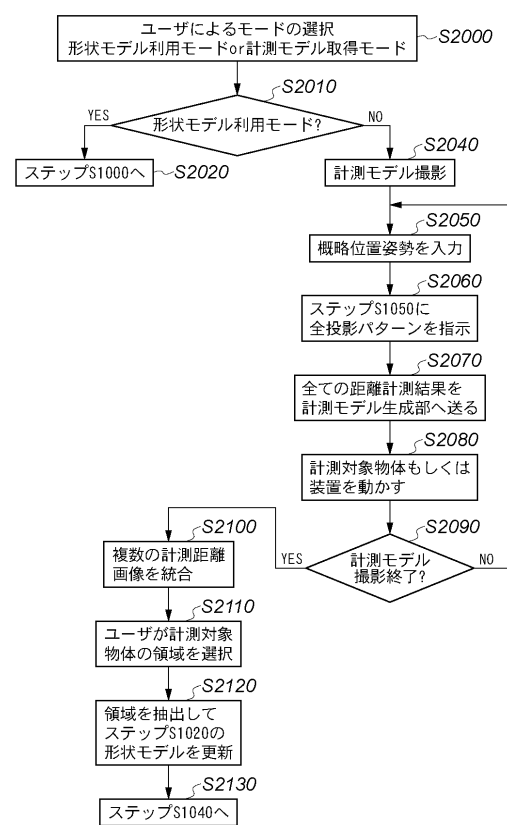 ユーザによるモードの選択
形状モデル利用モードor計測モデル取得モード
S2000
S2010
形状モデル利用モード?
YES
NO
ステップS1000へ
S2020
S2040
計測モデル撮影
S2050
概略位置姿勢を入力
S2060
ステップS1050に
全投影パターンを指示
S2070
全ての距離計測結果を
計測モデル生成部へ送る
S2080
計測対象物体もしくは
装置を動かす
S2090
計測モデル
撮影終了?
YES
NO
S2100
複数の計測距離
画像を統合
S2110
ユーザが計測対象
物体の領域を選択
S2120
領域を抽出して
ステップS1020の
形状モデルを更新
S2130
ステップS1040へ